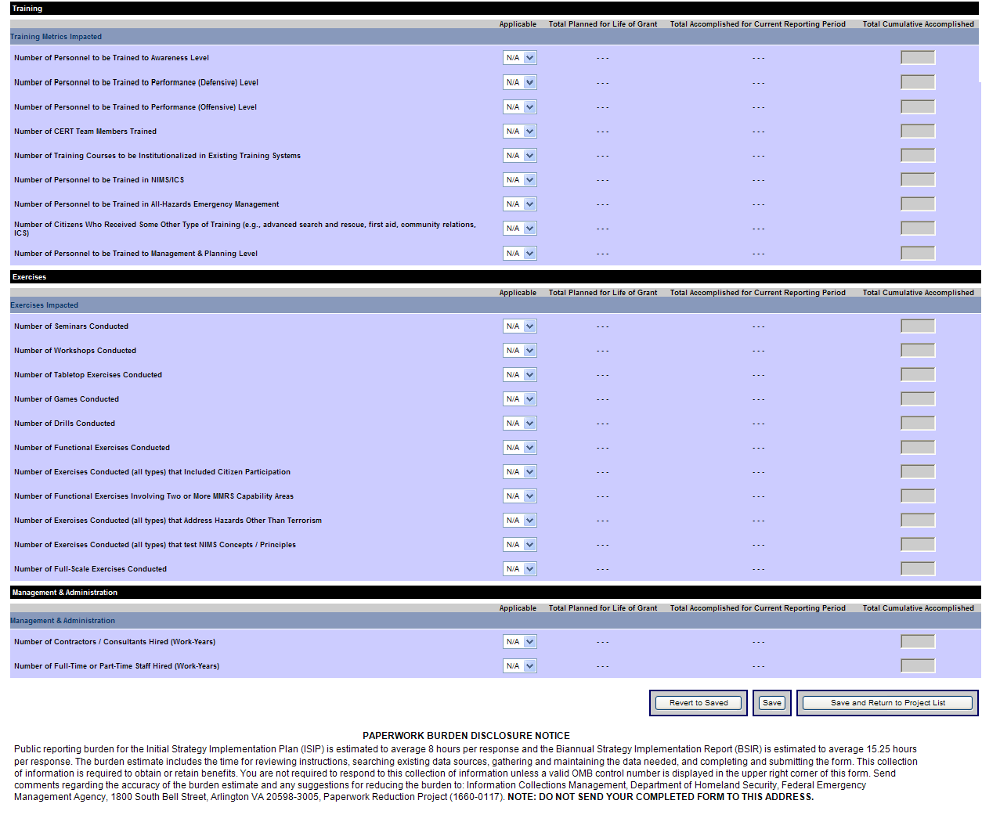 Training
Applicable Total Planned for Life of Grant Total Accomplished for Current Reporting Period Total Cumulative Accomplished
Training Metrics Impacted
Number of Personnel to be Trained to Awareness Level N/A - - - - - -
Number of Personnel to be Trained to Performance (Defensive) Level N/A - - - - - -
Number of Personnel to be Trained to Performance (Offensive) Level N/A - - - - - -
Number of CERT Team Members Trained N/A - - - - - -
Number of Training Courses to be Institutionalized in Existing Training Systems N/A - - - - - -
Number of Personnel to be Trained in NIMS/ICS N/A - - - - - -
Number of Personnel to be Trained in All-Hazards Emergency Management N/A - - - - - -
Number of Citizens Who Received Some Other Type of Training (e.g., advanced search and rescue, first aid, community relations,
ICS) N/A - - - - - -
Number of Personnel to be Trained to Management & Planning Level N/A - - - - - -
Exercises
Applicable Total Planned for Life of Grant Total Accomplished for Current Reporting Period Total Cumulative Accomplished
Exercises Impacted
Number of Seminars Conducted N/A - - - - - -
Number of Workshops Conducted N/A - - - - - -
Number of Tabletop Exercises Conducted N/A - - - - - -
Number of Games Conducted N/A - - - - - -
Number of Drills Conducted N/A - - - - - -
Number of Functional Exercises Conducted N/A - - - - - -
Number of Exercises Conducted (all types) that Included Citizen Participation N/A - - - - - -
Number of Functional Exercises Involving Two or More MMRS Capability Areas N/A - - - - - -
Number of Exercises Conducted (all types) that Address Hazards Other Than Terrorism N/A - - - - - -
Number of Exercises Conducted (all types) that test NIMS Concepts / Principles N/A - - - - - -
Number of Full-Scale Exercises Conducted N/A - - - - - -
Management & Administration
Applicable Total Planned for Life of Grant Total Accomplished for Current Reporting Period Total Cumulative Accomplished
Management & Administration
Number of Contractors / Consultants Hired (Work-Years) N/A - - - - - -
Number of Full-Time or Part-Time Staff Hired (Work-Years) N/A - - - - - -
Revert to Saved Save Save and Return to Project List
PAPERWORK BURDEN DISCLOSURE NOTICE
Public reporting burden for the Initial Strategy Implementation Plan (ISIP) is estimated to average 8 hours per response and the Biannual Strategy Implementation Report (BSIR) is estimated to average 15.25 hours
per response. The burden estimate includes the time for reviewing instructions, searching existing data sources, gathering and maintaining the data needed, and completing and submitting the form. This collection
of information is required to obtain or retain benefits. You are not required to respond to this collection of information unless a valid OMB control number is displayed in the upper right corner of this form. Send
comments regarding the accuracy of the burden estimate and any suggestions for reducing the burden to: Information Collections Management, Department of Homeland Security, Federal Emergency
Management Agency, 1800 South Bell Street, Arlington VA 20598-3005, Paperwork Reduction Project (1660-0117). NOTE: DO NOT SEND YOUR COMPLETED FORM TO THIS ADDRESS.